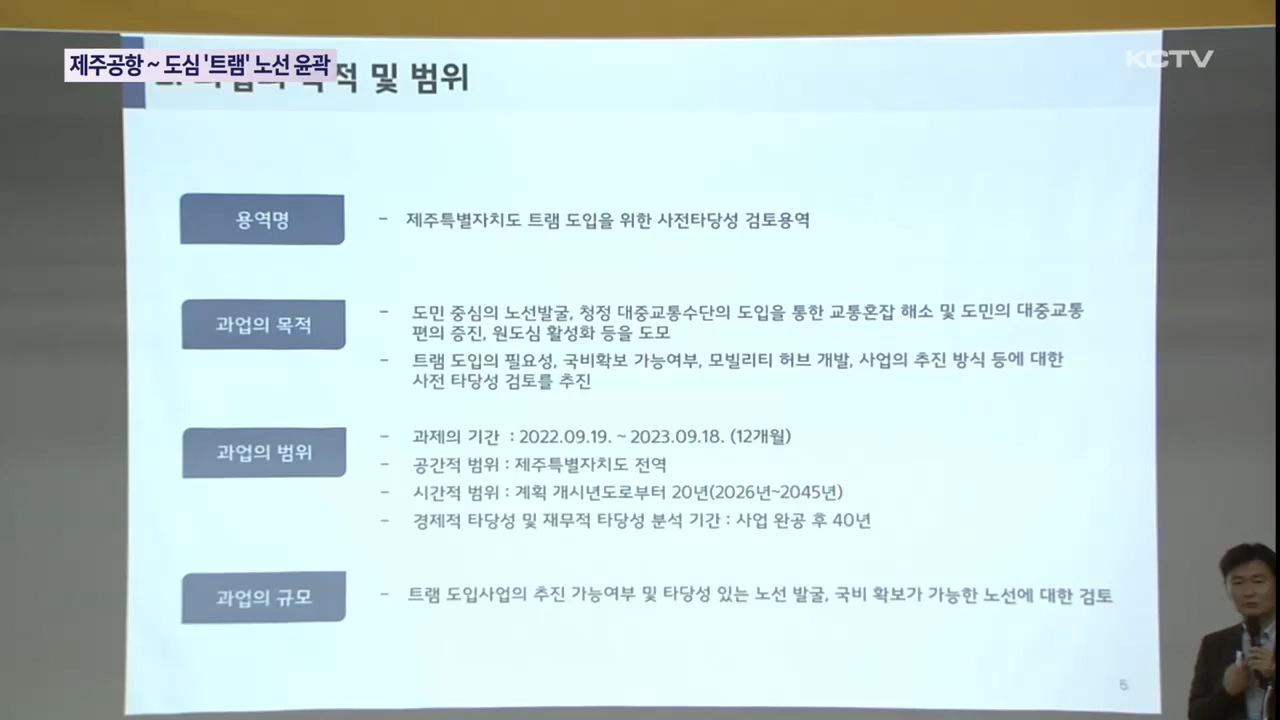 제주공항 ~ 도심 '트램' 노선 윤곽
KCTV
목적 및 범위
용역명
- 제주특별자치도 트램 도입을 위한 사전타당성 검토용역
과업의 목적
- 도민 중심의 노선발굴, 청정 대중교통수단의 도입을 통한 교통혼잡 해소 및 도민의 대중교통
편의 증진, 원도심 활성화 등을 도모
- 트램 도입의 필요성, 국비확보 가능여부, 모빌리티 허브 개발, 사업의 추진 방식 등에 대한
사전 타당성 검토를 추진
과업의 범위
- 과제의 기간 : 2022.09.19. ~ 2023.09.18. (12개월)
- 공간적 범위 : 제주특별자치도 전역
- 시간적 범위 : 계획 개시년도로부터 20년(2026년~2045년)
- 경제적 타당성 및 재무적 타당성 분석 기간 : 사업 완공 후 40년
과업의 규모
- 트램 도입사업의 추진 가능여부 및 타당성 있는 노선 발굴, 국비 확보가 가능한 노선에 대한 검토
5